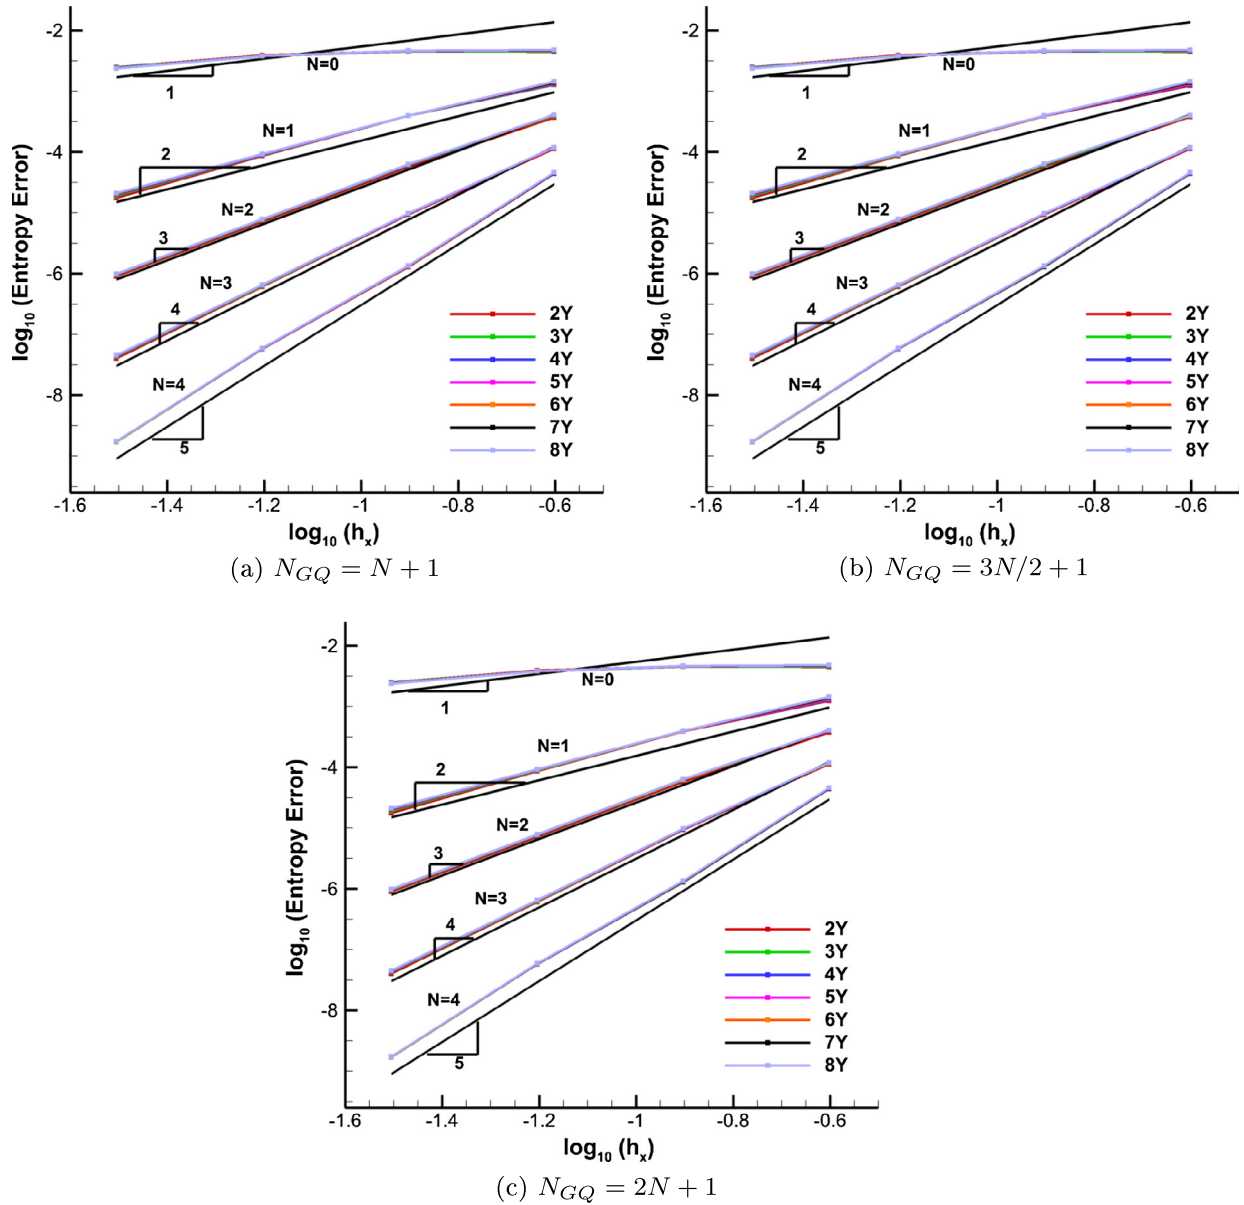 log₁₀ (Entropy Error)
-2
-4
-6
-8
N=0
1
N=1
2
N=2
3
N=3
4
N=4
5
2Y
3Y
4Y
5Y
6Y
7Y
8Y
-1.6
-1.4
-1.2
-1
-0.8
-0.6
log₁₀ (hₓ)
(a) N_{GQ} = N + 1
log₁₀ (Entropy Error)
-2
-4
-6
-8
N=0
1
N=1
2
N=2
3
N=3
4
N=4
5
2Y
3Y
4Y
5Y
6Y
7Y
8Y
-1.6
-1.4
-1.2
-1
-0.8
-0.6
log₁₀ (hₓ)
(b) N_{GQ} = 3N/2 + 1
log₁₀ (Entropy Error)
-2
-4
-6
-8
N=0
1
N=1
2
N=2
3
N=3
4
N=4
5
2Y
3Y
4Y
5Y
6Y
7Y
8Y
-1.6
-1.4
-1.2
-1
-0.8
-0.6
log₁₀ (hₓ)
(c) N_{GQ} = 2N + 1